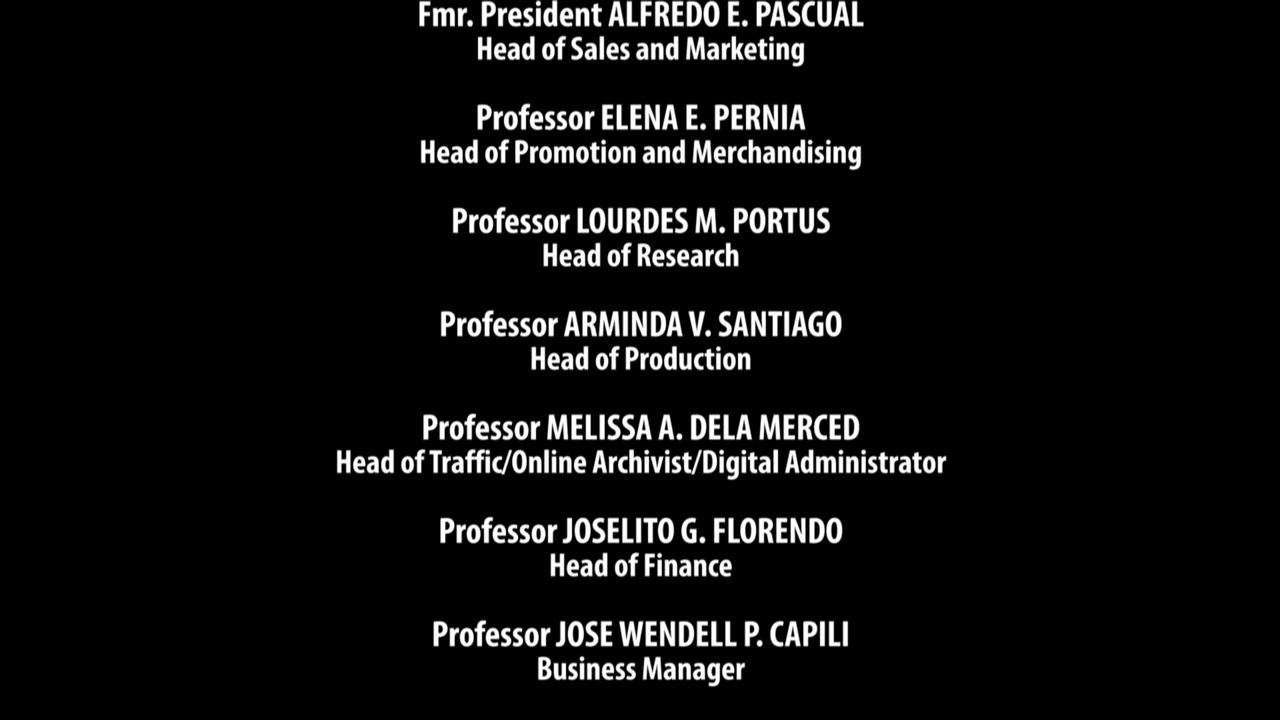 Fmr. President ALFREDO E. PASCUAL
Head of Sales and Marketing
Professor ELENA E. PERNIA
Head of Promotion and Merchandising
Professor LOURDES M. PORTUS
Head of Research
Professor ARMINDA V. SANTIAGO
Head of Production
Professor MELISSA A. DELA MERCED
Head of Traffic/Online Archivist/Digital Administrator
Professor JOSELITO G. FLORENDO
Head of Finance
Professor JOSE WENDELL P. CAPILI
Business Manager